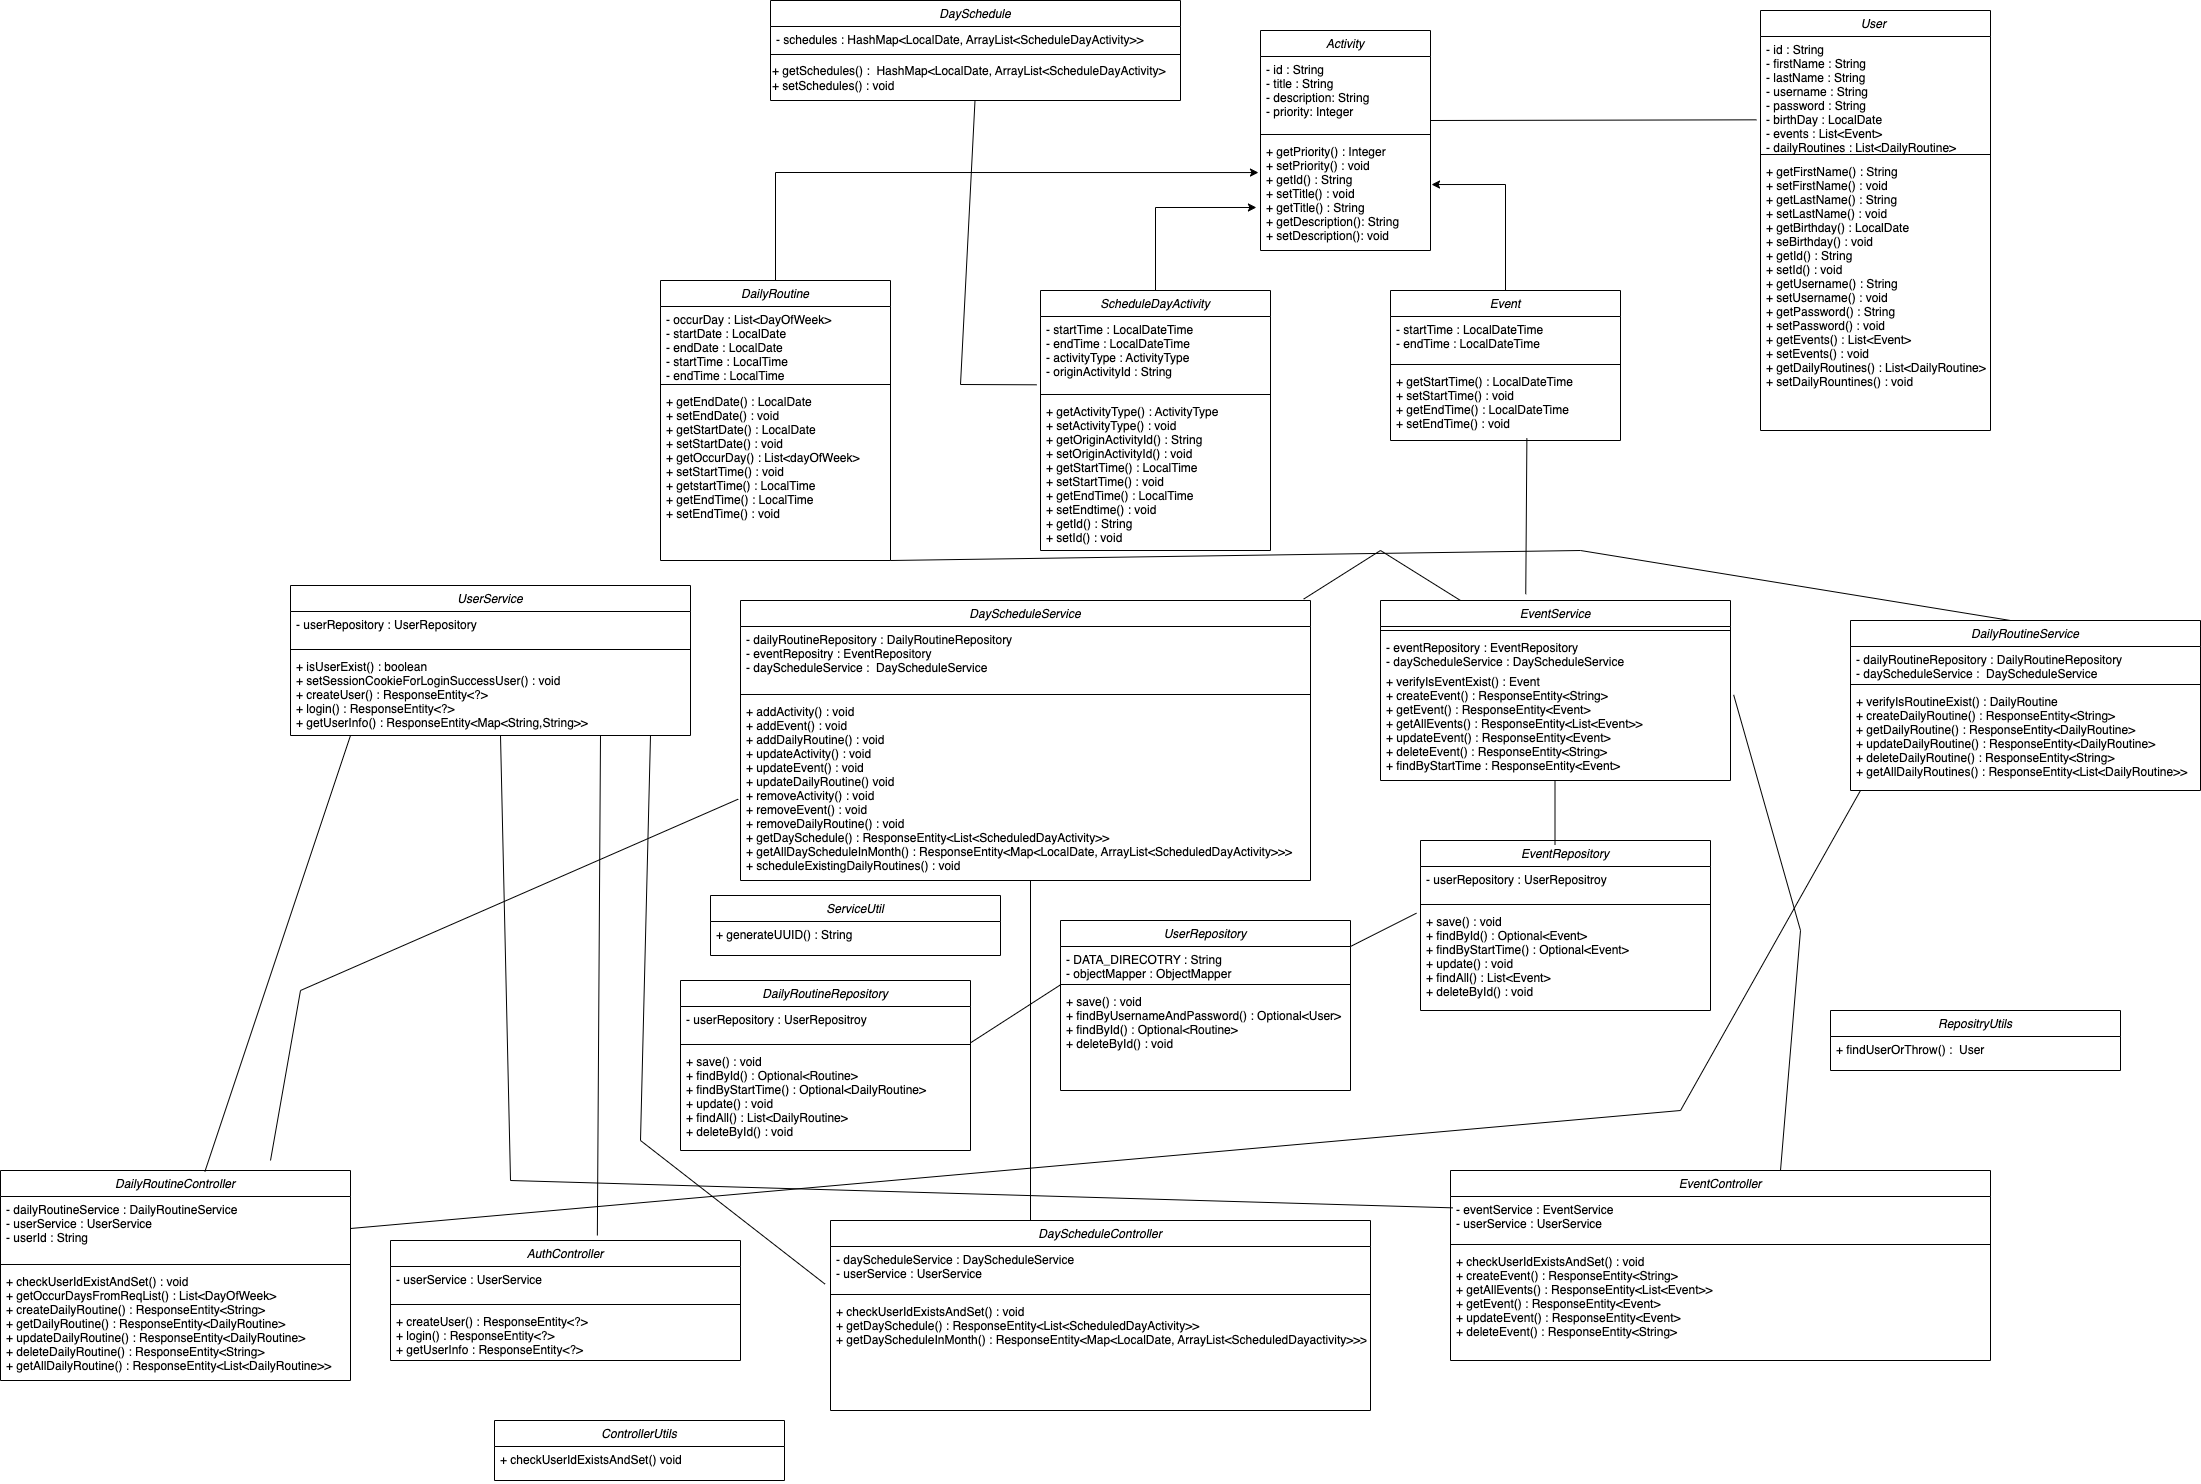 DaySchedule
- schedules : HashMap<LocalDate, ArrayList<ScheduleDayActivity>>
+ getSchedules() :  HashMap<LocalDate, ArrayList<ScheduleDayActivity>
+ setSchedules() : void
Activity
- id : String
- title : String
- description: String
- priority: Integer
+ getPriority() : Integer
+ setPriority() : void
+ getId() : String
+ setTitle() : void
+ getTitle() : String
+ getDescription(): String
+ setDescription(): void
User
- id : String
- firstName : String
- lastName : String
- username : String
- password : String
- birthDay : LocalDate
- events : List<Event>
- dailyRoutines : List<DailyRoutine>
+ getFirstName() : String
+ setFirstName() : void
+ getLastName() : String
+ setLastName() : void
+ getBirthday() : LocalDate
+ seBirthday() : void
+ getId() : String
+ setId() : void
+ getUsername() : String
+ setUsername() : void
+ getPassword() : String
+ setPassword() : void
+ getEvents() : List<Event>
+ setEvents() : void
+ getDailyRoutines() : List<DailyRoutine>
+ setDailyRountines() : void
DailyRoutine
- occurDay : List<DayOfWeek>
- startDate : LocalDate
- endDate : LocalDate
- startTime : LocalTime
- endTime : LocalTime
+ getEndDate() : LocalDate
+ setEndDate() : void
+ getStartDate() : LocalDate
+ setStartDate() : void
+ getOccurDay() : List<dayOfWeek>
+ setStartTime() : void
+ getstartTime() : LocalTime
+ getEndTime() : LocalTime
+ setEndTime() : void
ScheduleDayActivity
- startTime : LocalDateTime
- endTime : LocalDateTime
- activityType : ActivityType
- originActivityId : String
+ getActivityType() : ActivityType
+ setActivityType() : void
+ getOriginActivityId() : String
+ setOriginActivityId() : void
+ getStartTime() : LocalTime
+ setStartTime() : void
+ getEndTime() : LocalTime
+ setEndtime() : void
+ getId() : String
+ setId() : void
Event
- startTime : LocalDateTime
- endTime : LocalDateTime
+ getStartTime() : LocalDateTime
+ setStartTime() : void
+ getEndTime() : LocalDateTime
+ setEndTime() : void
UserService
- userRepository : UserRepository
+ isUserExist() : boolean
+ setSessionCookieForLoginSuccessUser() : void
+ createUser() : ResponseEntity<?>
+ login() : ResponseEntity<?>
+ getUserInfo() : ResponseEntity<Map<String,String>>
DayScheduleService
- dailyRoutineRepository : DailyRoutineRepository
- eventRepositry : EventRepository
- dayScheduleService :  DayScheduleService
+ addActivity() : void
+ addEvent() : void
+ addDailyRoutine() : void
+ updateActivity() : void
+ updateEvent() : void
+ updateDailyRoutine() void
+ removeActivity() : void
+ removeEvent() : void
+ removeDailyRoutine() : void
+ getDaySchedule() : ResponseEntity<List<ScheduledDayActivity>>
+ getAllDayScheduleInMonth() : ResponseEntity<Map<LocalDate, ArrayList<ScheduledDayActivity>>>
+ scheduleExistingDailyRoutines() : void
EventService
- eventRepository : EventRepository
- dayScheduleService : DayScheduleService
+ verifyIsEventExist() : Event
+ createEvent() : ResponseEntity<String>
+ getEvent() : ResponseEntity<Event>
+ getAllEvents() : ResponseEntity<List<Event>>
+ updateEvent() : ResponseEntity<Event>
+ deleteEvent() : ResponseEntity<String>
+ findByStartTime : ResponseEntity<Event>
DailyRoutineService
- dailyRoutineRepository : DailyRoutineRepository
- dayScheduleService :  DayScheduleService
+ verifyIsRoutineExist() : DailyRoutine
+ createDailyRoutine() : ResponseEntity<String>
+ getDailyRoutine() : ResponseEntity<DailyRoutine>
+ updateDailyRoutine() : ResponseEntity<DailyRoutine>
+ deleteDailyRoutine() : ResponseEntity<String>
+ getAllDailyRoutines() : ResponseEntity<List<DailyRoutine>>
ServiceUtil
+ generateUUID() : String
EventRepository
- userRepository : UserRepositroy
+ save() : void
+ findById() : Optional<Event>
+ findByStartTime() : Optional<Event>
+ update() : void
+ findAll() : List<Event>
+ deleteById() : void
UserRepository
- DATA_DIRECOTRY : String
- objectMapper : ObjectMapper
+ save() : void
+ findByUsernameAndPassword() : Optional<User>
+ findById() : Optional<Routine>
+ deleteById() : void
DailyRoutineRepository
- userRepository : UserRepositroy
+ save() : void
+ findById() : Optional<Routine>
+ findByStartTime() : Optional<DailyRoutine>
+ update() : void
+ findAll() : List<DailyRoutine>
+ deleteById() : void
RepositryUtils
+ findUserOrThrow() :  User
DailyRoutineController
- dailyRoutineService : DailyRoutineService
- userService : UserService
- userId : String
+ checkUserIdExistAndSet() : void
+ getOccurDaysFromReqList() : List<DayOfWeek>
+ createDailyRoutine() : ResponseEntity<String>
+ getDailyRoutine() : ResponseEntity<DailyRoutine>
+ updateDailyRoutine() : ResponseEntity<DailyRoutine>
+ deleteDailyRoutine() : ResponseEntity<String>
+ getAllDailyRoutine() : ResponseEntity<List<DailyRoutine>>
AuthController
- userService : UserService
+ createUser() : ResponseEntity<?>
+ login() : ResponseEntity<?>
+ getUserInfo : ResponseEntity<?>
DayScheduleController
- dayScheduleService : DayScheduleService
- userService : UserService
+ checkUserIdExistsAndSet() : void
+ getDaySchedule() : ResponseEntity<List<ScheduledDayActivity>>
+ getDayScheduleInMonth() : ResponseEntity<Map<LocalDate, ArrayList<ScheduledDayactivity>>>
EventController
- eventService : EventService
- userService : UserService
+ checkUserIdExistAndSet() : void
+ createEvent() : ResponseEntity<String>
+ getAllEvents() : ResponseEntity<List<Event>>
+ getEvent() : ResponseEntity<Event>
+ updateEvent() : ResponseEntity<Event>
+ deleteEvent() : ResponseEntity<String>
ControllerUtils
+ checkUserIdExistsAndSet() void